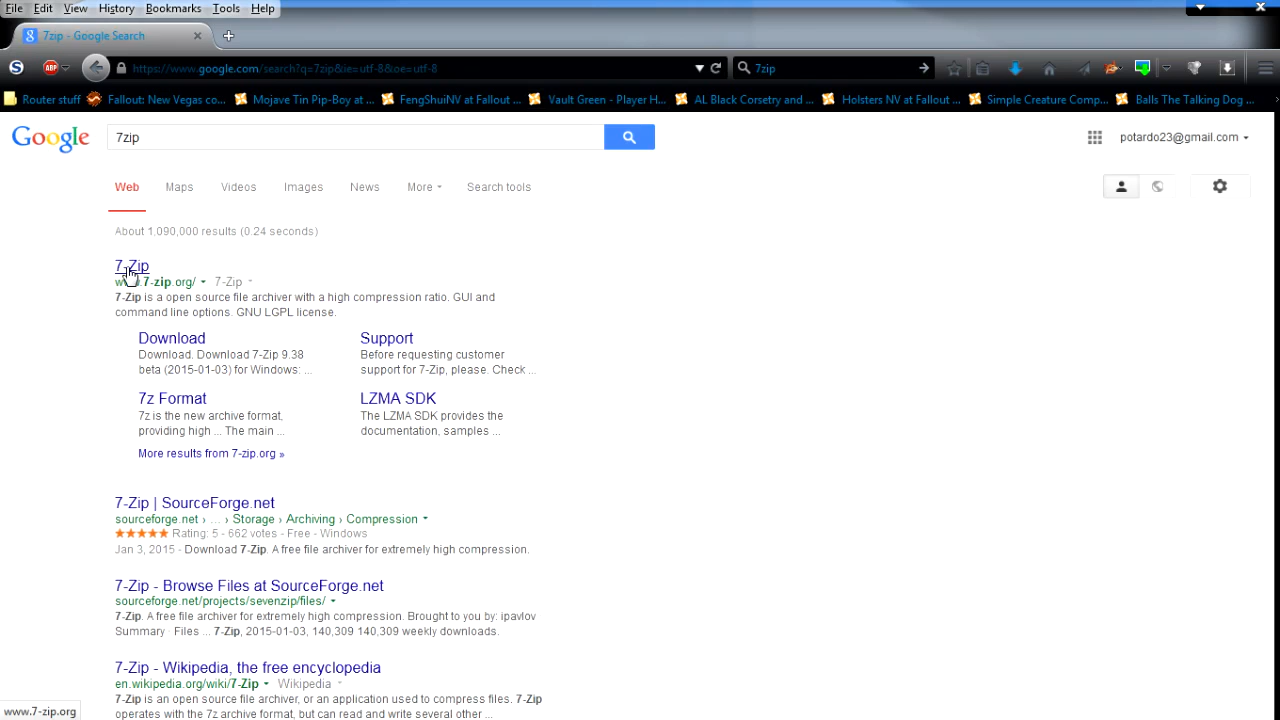 File Edit View History Bookmarks Tools Help
7zip - Google Search
https://www.google.com/search?q=7zip&ie=utf-8&oe=utf-8
7zip
Router stuff Fallout: New Vegas co... Mojave Tin Pip-Boy at ... FengShuiNV at Fallout ... Vault Green - Player H... AL Black Corsetry and ... Holsters NV at Fallout ... Simple Creature Comp... Balls The Talking Dog ...
Google 7zip potardo23@gmail.com
Web Maps Videos Images News More Search tools
About 1,090,000 results (0.24 seconds)
7-Zip
www.7-zip.org/ 7-Zip
7-Zip is a open source file archiver with a high compression ratio. GUI and
command line options. GNU LGPL license.
Download
Download. Download 7-Zip 9.38
beta (2015-01-03) for Windows: ...
Support
Before requesting customer
support for 7-Zip, please. Check ...
7z Format
7z is the new archive format,
providing high ... The main ...
LZMA SDK
The LZMA SDK provides the
documentation, samples ...
More results from 7-zip.org »
7-Zip | SourceForge.net
sourceforge.net › ... › Storage › Archiving › Compression
Rating: 5 - 662 votes - Free - Windows
Jan 3, 2015 - Download 7-Zip. A free file archiver for extremely high compression.
7-Zip - Browse Files at SourceForge.net
sourceforge.net/projects/sevenzip/files/
7-Zip. A free file archiver for extremely high compression. Brought to you by: ipavlov
Summary · Files ... 7-Zip, 2015-01-03, 140,309 140,309 weekly downloads.
7-Zip - Wikipedia, the free encyclopedia
en.wikipedia.org/wiki/7-Zip Wikipedia
7-Zip is an open source file archiver, or an application used to compress files. 7-Zip
operates with the 7z archive format, but can read and write several other ...
www.7-zip.org